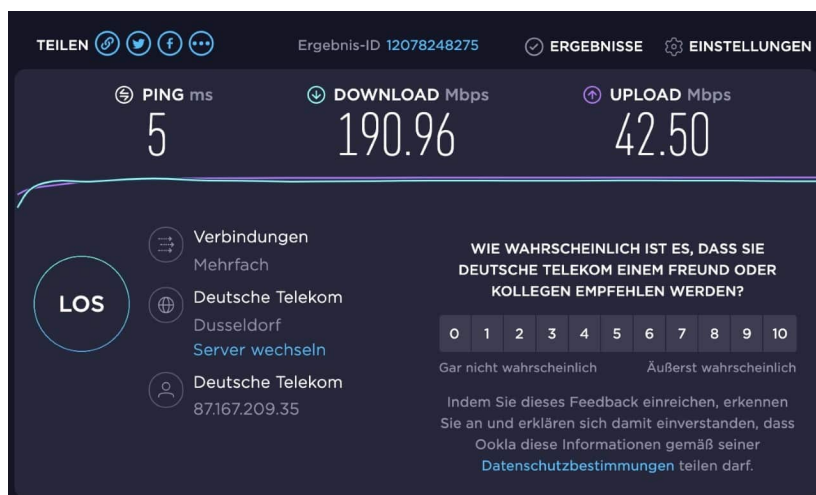 TEILEN
Ergebnis-ID 12078248275
ERGEBNISSE
EINSTELLUNGEN
PING ms
5
DOWNLOAD Mbps
190.96
UPLOAD Mbps
42.50
LOS
Verbindungen
Mehrfach
Deutsche Telekom
Dusseldorf
Server wechseln
Deutsche Telekom
87.167.209.35
WIE WAHRSCHEINLICH IST ES, DASS SIE
DEUTSCHE TELEKOM EINEM FREUND ODER
KOLLEGEN EMPFEHLEN WERDEN?
0 1 2 3 4 5 6 7 8 9 10
Gar nicht wahrscheinlich Äußerst wahrscheinlich
Indem Sie dieses Feedback einreichen, erkennen
Sie an und erklären sich damit einverstanden, dass
Ookla diese Informationen gemäß seiner
Datenschutzbestimmungen teilen darf.